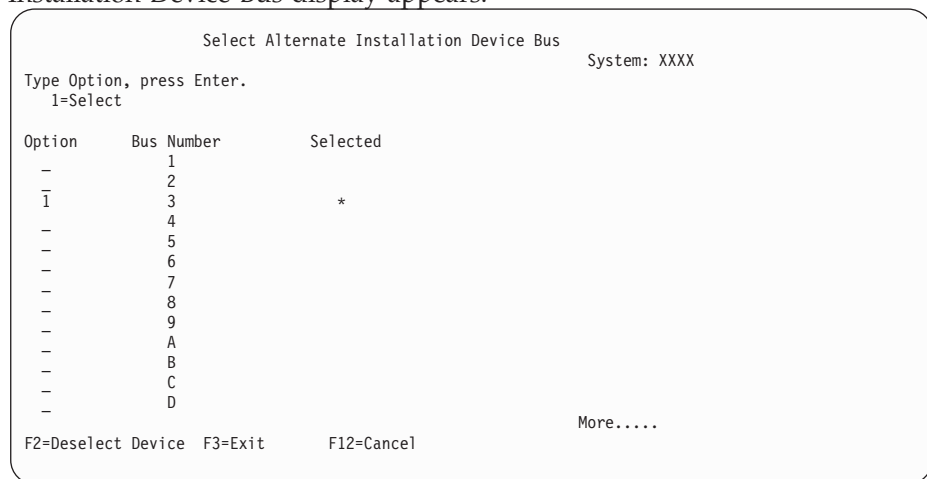 Installation Device Bus display appears.
Select Alternate Installation Device Bus
System: XXXX
Type Option, press Enter.
1=Select
Option Bus Number Selected
_ 1
_ 2
1 3 *
_ 4
_ 5
_ 6
_ 7
_ 8
_ 9
_ A
_ B
_ C
_ D
More.....
F2=Deselect Device F3=Exit F12=Cancel